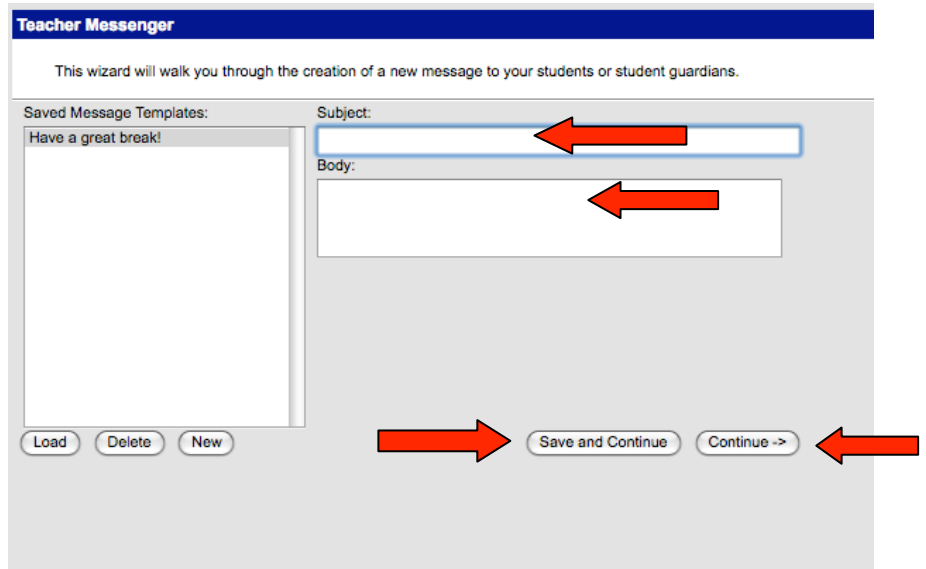 Teacher Messenger
This wizard will walk you through the creation of a new message to your students or student guardians.
Saved Message Templates:
Have a great break!
Subject:
Body:
Load Delete New Save and Continue Continue ->